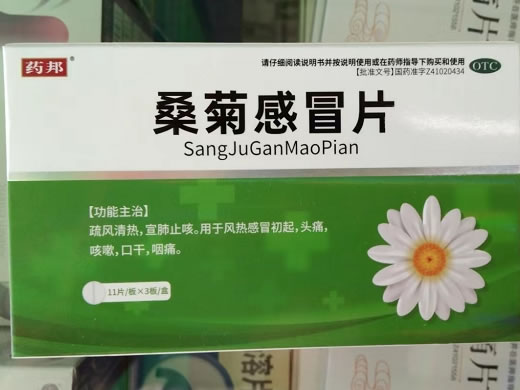 药邦
请仔细阅读说明书并按说明使用或在药师指导下购买和使用
【批准文号】国药准字Z41020434
OTC
桑菊感冒片
SangJuGanMaoPian
【功能主治】
疏风清热，宣肺止咳。用于风热感冒初起，头痛，
咳嗽，口干，咽痛。
11片/板×3板/盒